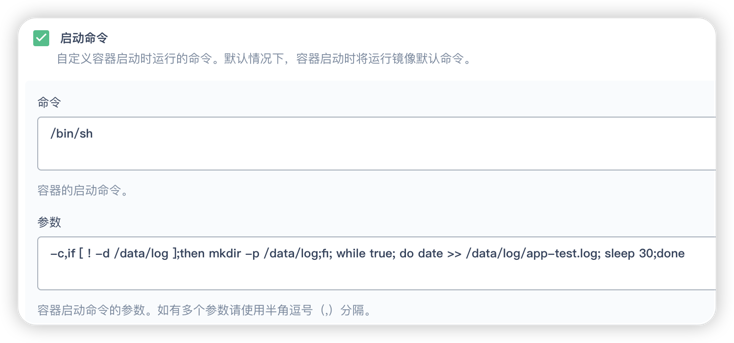 启动命令
自定义容器启动时运行的命令。默认情况下，容器启动时将运行镜像默认命令。
命令
/bin/sh
容器的启动命令。
参数
-c,if [ ! -d /data/log ];then mkdir -p /data/log;fi; while true; do date >> /data/log/app-test.log; sleep 30;done
容器启动命令的参数。如有多个参数请使用半角逗号（,）分隔。